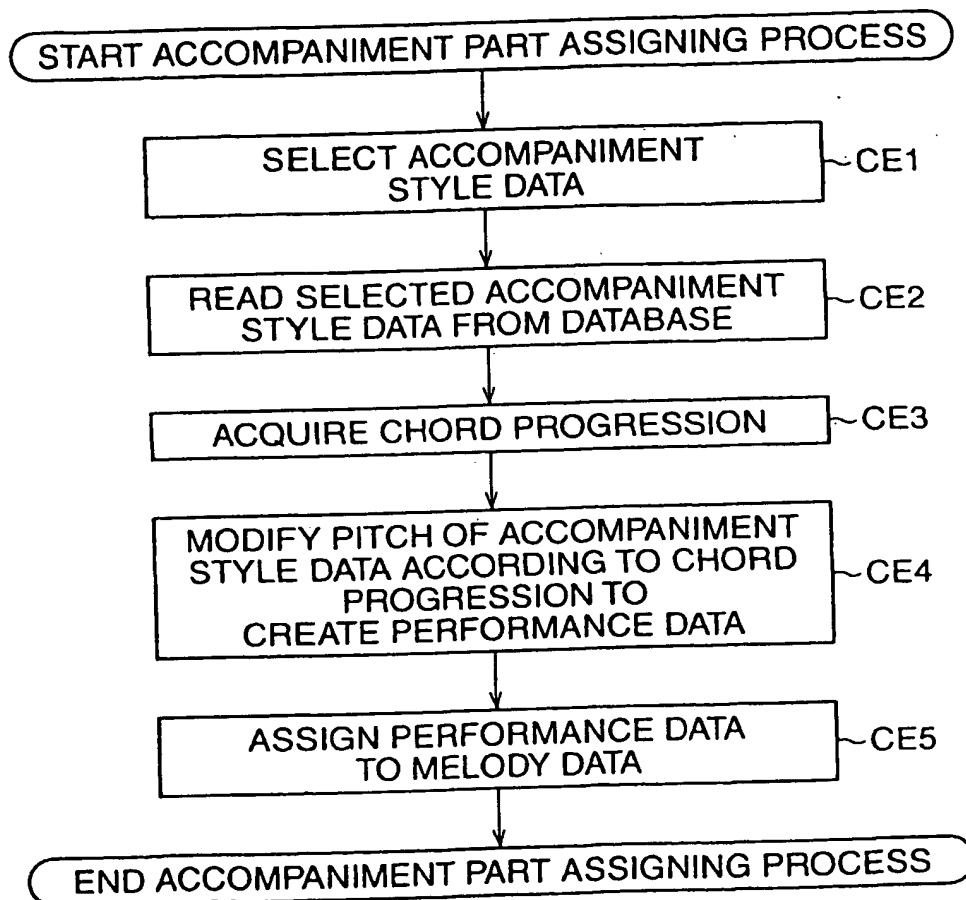 START ACCOMPANIMENT PART ASSIGNING PROCESS
SELECT ACCOMPANIMENT
STYLE DATA
CE1
READ SELECTED ACCOMPANIMENT
STYLE DATA FROM DATABASE
CE2
ACQUIRE CHORD PROGRESSION
CE3
MODIFY PITCH OF ACCOMPANIMENT
STYLE DATA ACCORDING TO CHORD
PROGRESSION TO
CREATE PERFORMANCE DATA
CE4
ASSIGN PERFORMANCE DATA
TO MELODY DATA
CE5
END ACCOMPANIMENT PART ASSIGNING PROCESS